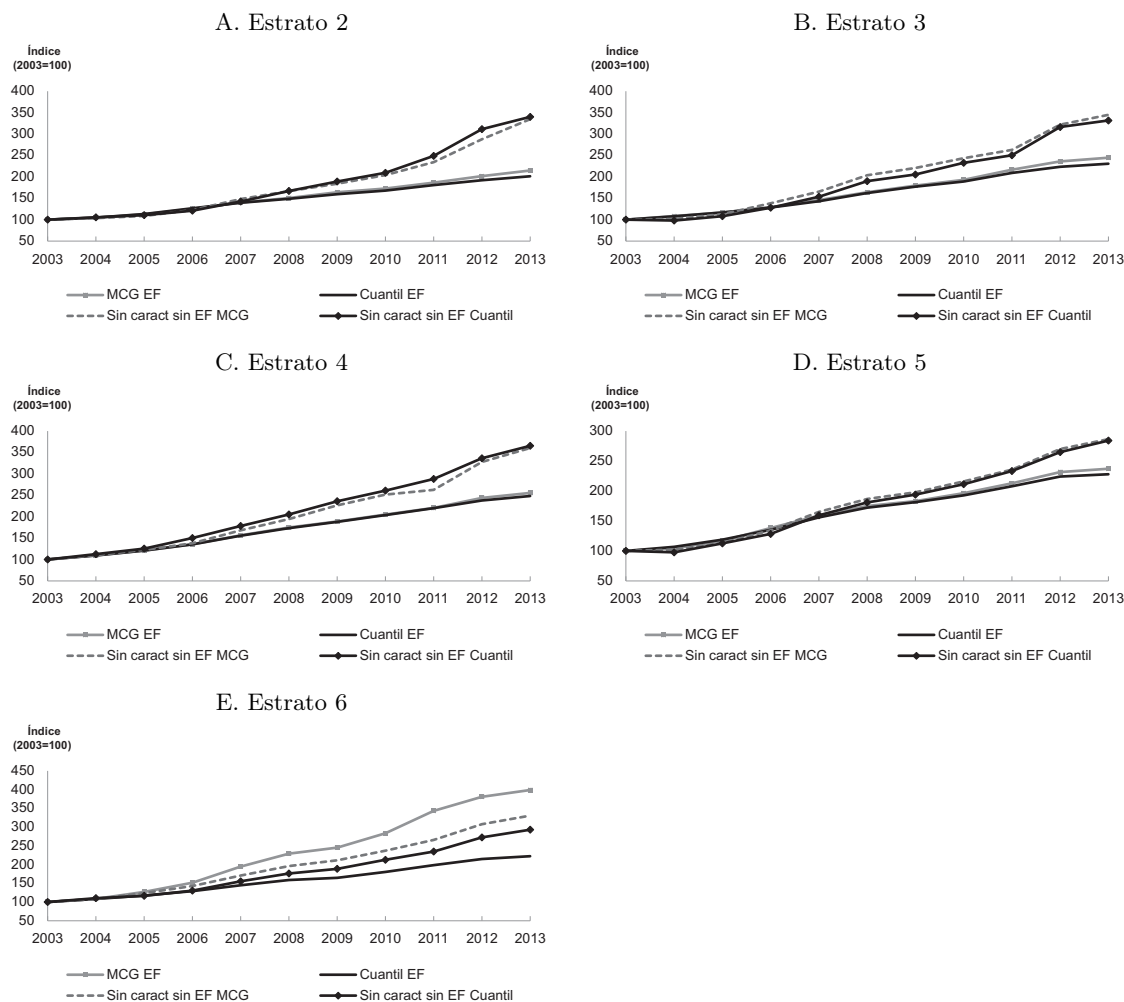 A. Estrato 2
Índice
(2003=100)
400
350
300
250
200
150
100
50
2003 2004 2005 2006 2007 2008 2009 2010 2011 2012 2013
MCG EF Cuantil EF
Sin caract sin EF MCG Sin caract sin EF Cuantil
B. Estrato 3
Índice
(2003=100)
400
350
300
250
200
150
100
50
2003 2004 2005 2006 2007 2008 2009 2010 2011 2012 2013
MCG EF Cuantil EF
Sin caract sin EF MCG Sin caract sin EF Cuantil
C. Estrato 4
Índice
(2003=100)
400
350
300
250
200
150
100
50
2003 2004 2005 2006 2007 2008 2009 2010 2011 2012 2013
MCG EF Cuantil EF
Sin caract sin EF MCG Sin caract sin EF Cuantil
D. Estrato 5
Índice
(2003=100)
300
250
200
150
100
50
2003 2004 2005 2006 2007 2008 2009 2010 2011 2012 2013
MCG EF Cuantil EF
Sin caract sin EF MCG Sin caract sin EF Cuantil
E. Estrato 6
Índice
(2003=100)
450
400
350
300
250
200
150
100
50
2003 2004 2005 2006 2007 2008 2009 2010 2011 2012 2013
MCG EF Cuantil EF
Sin caract sin EF MCG Sin caract sin EF Cuantil